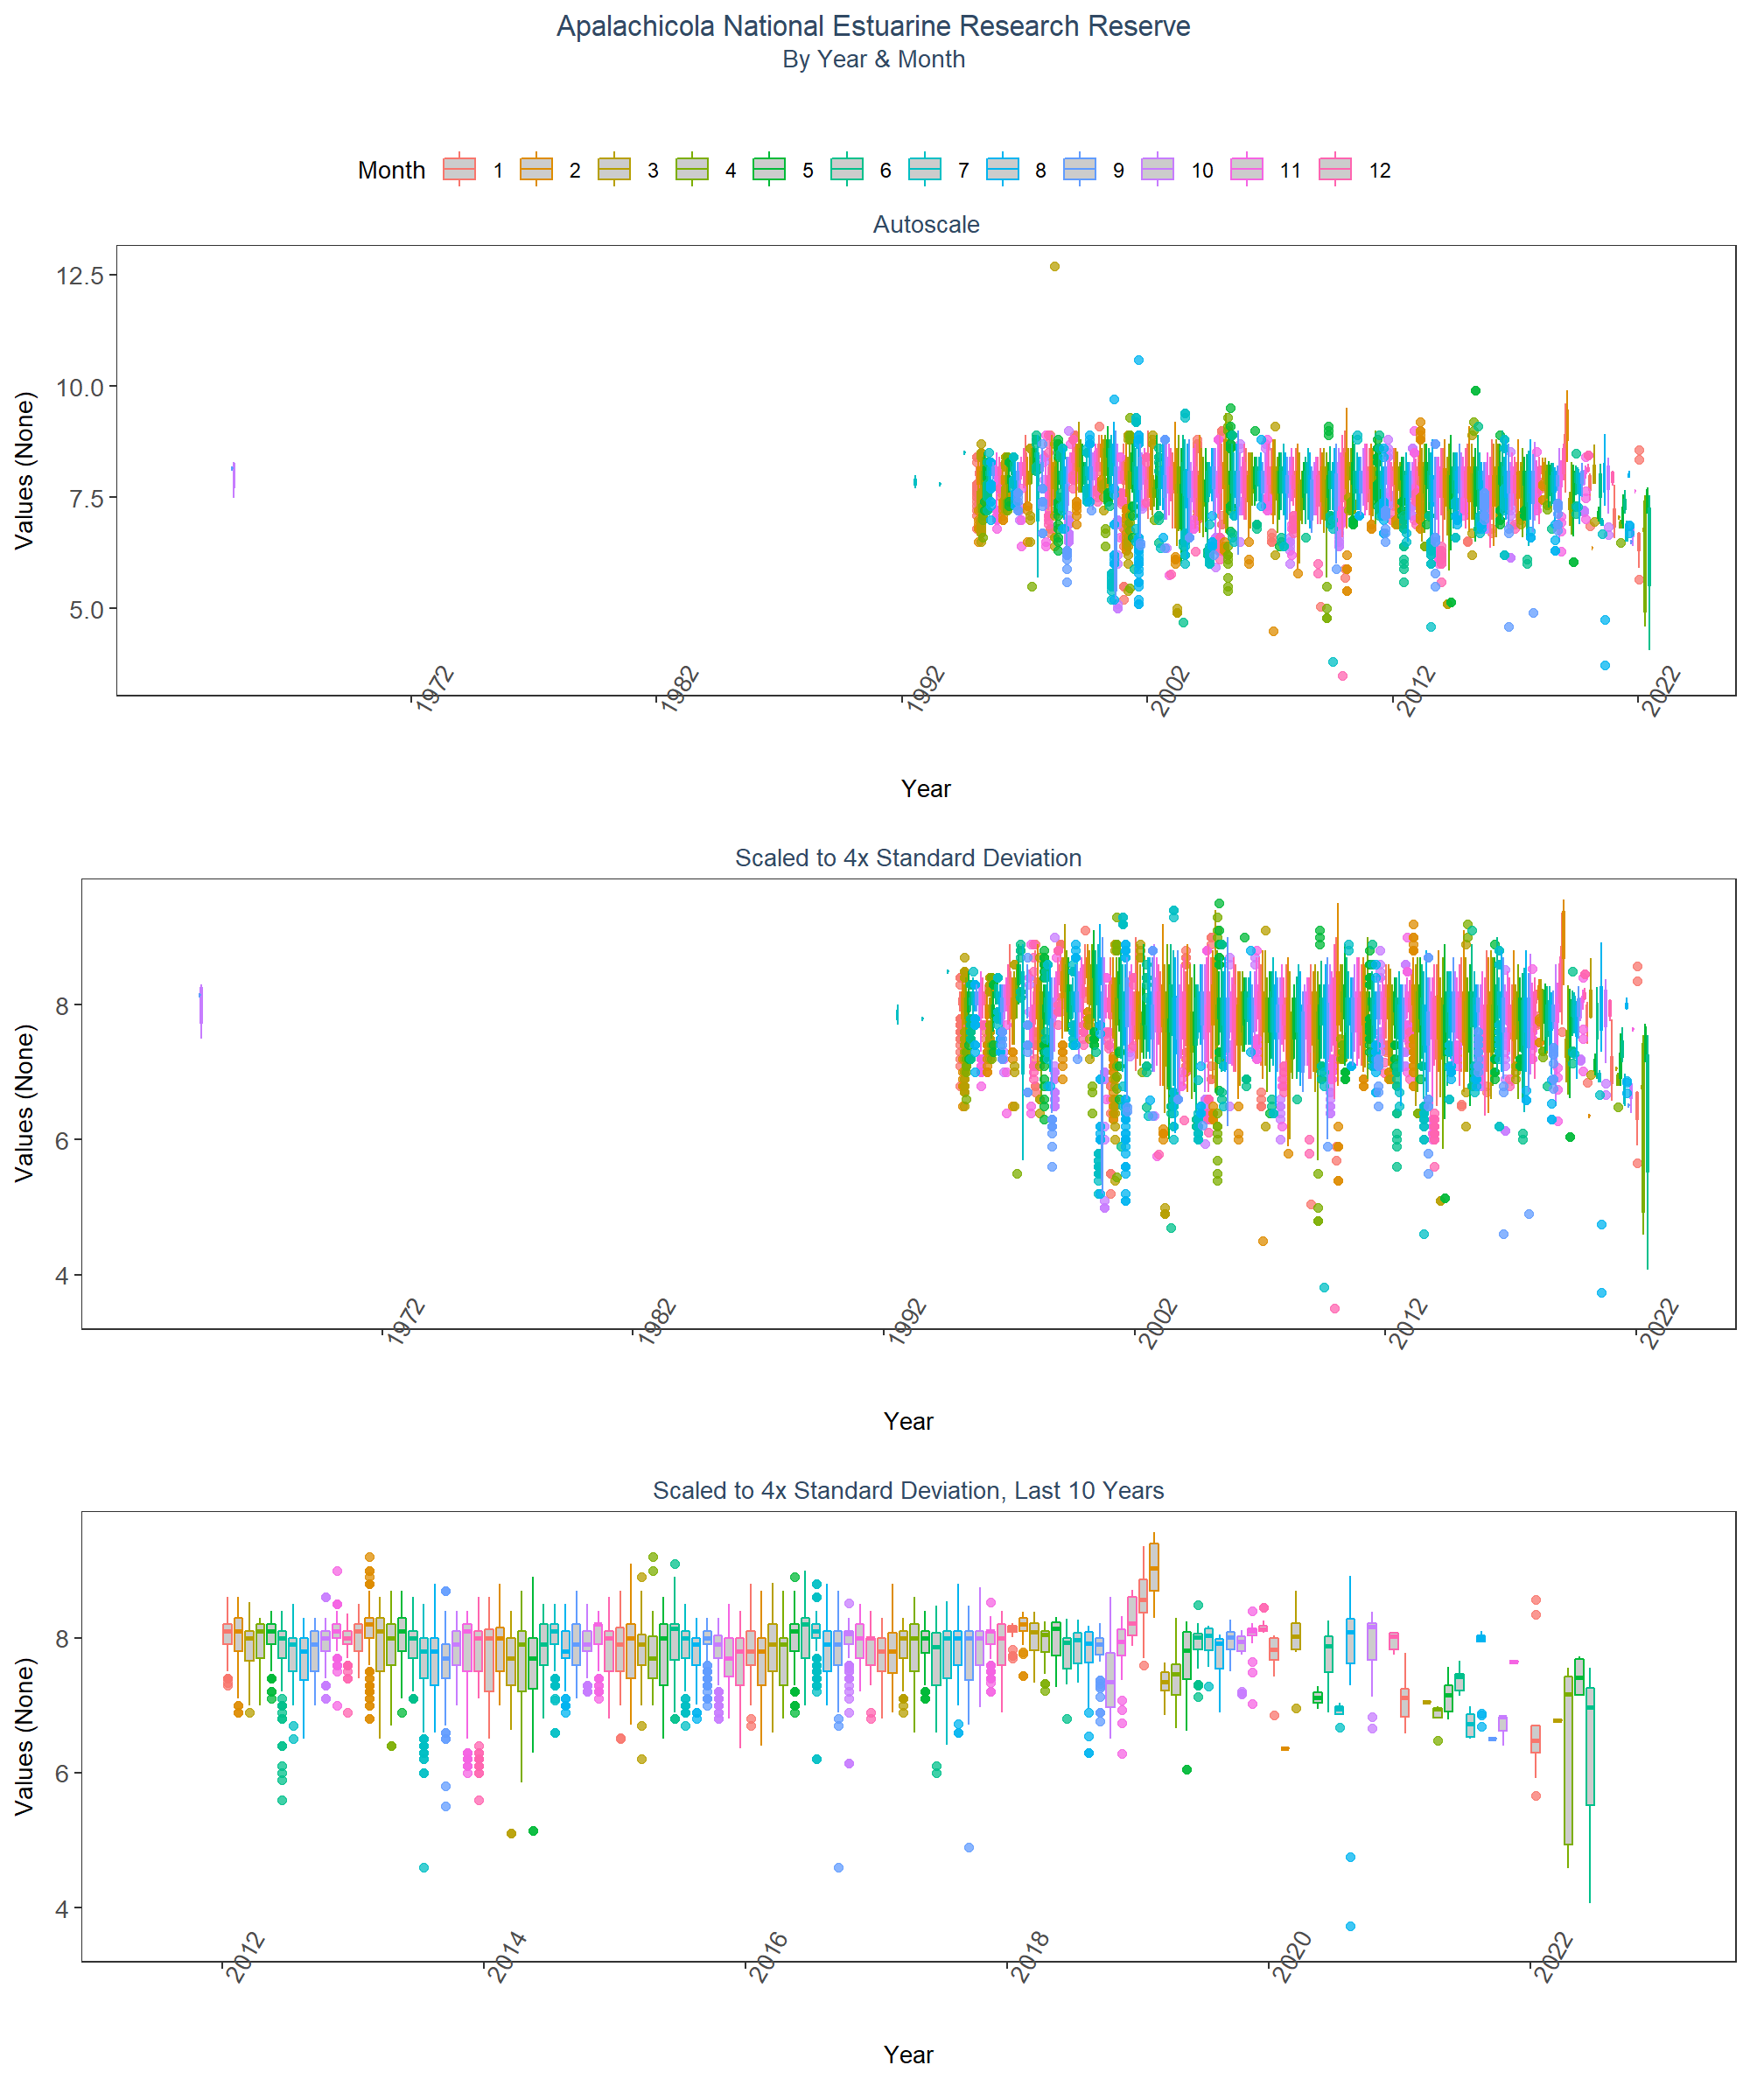 Apalachicola National Estuarine Research Reserve
By Year & Month
Month 1 2 3 4 5 6 7 8 9 10 11 12
Autoscale
Values (None)
12.5
10.0
7.5
5.0
1972 1982 1992 2002 2012 2022
Year
Scaled to 4x Standard Deviation
Values (None)
8
6
4
1972 1982 1992 2002 2012 2022
Year
Scaled to 4x Standard Deviation, Last 10 Years
Values (None)
8
6
4
2012 2014 2016 2018 2020 2022
Year